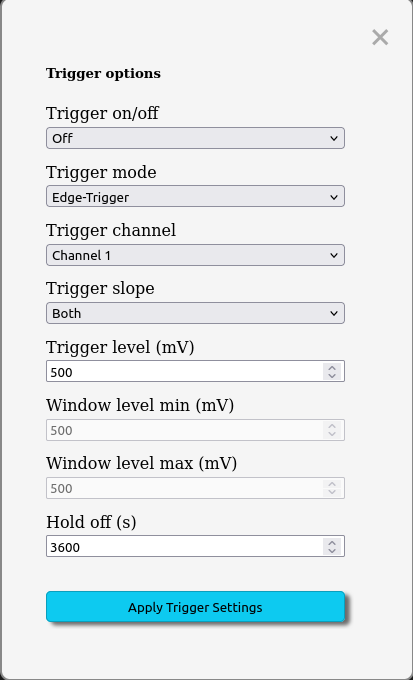 Trigger options
Trigger on/off
Off
Trigger mode
Edge-Trigger
Trigger channel
Channel 1
Trigger slope
Both
Trigger level (mV)
500
Window level min (mV)
500
Window level max (mV)
500
Hold off (s)
3600
Apply Trigger Settings